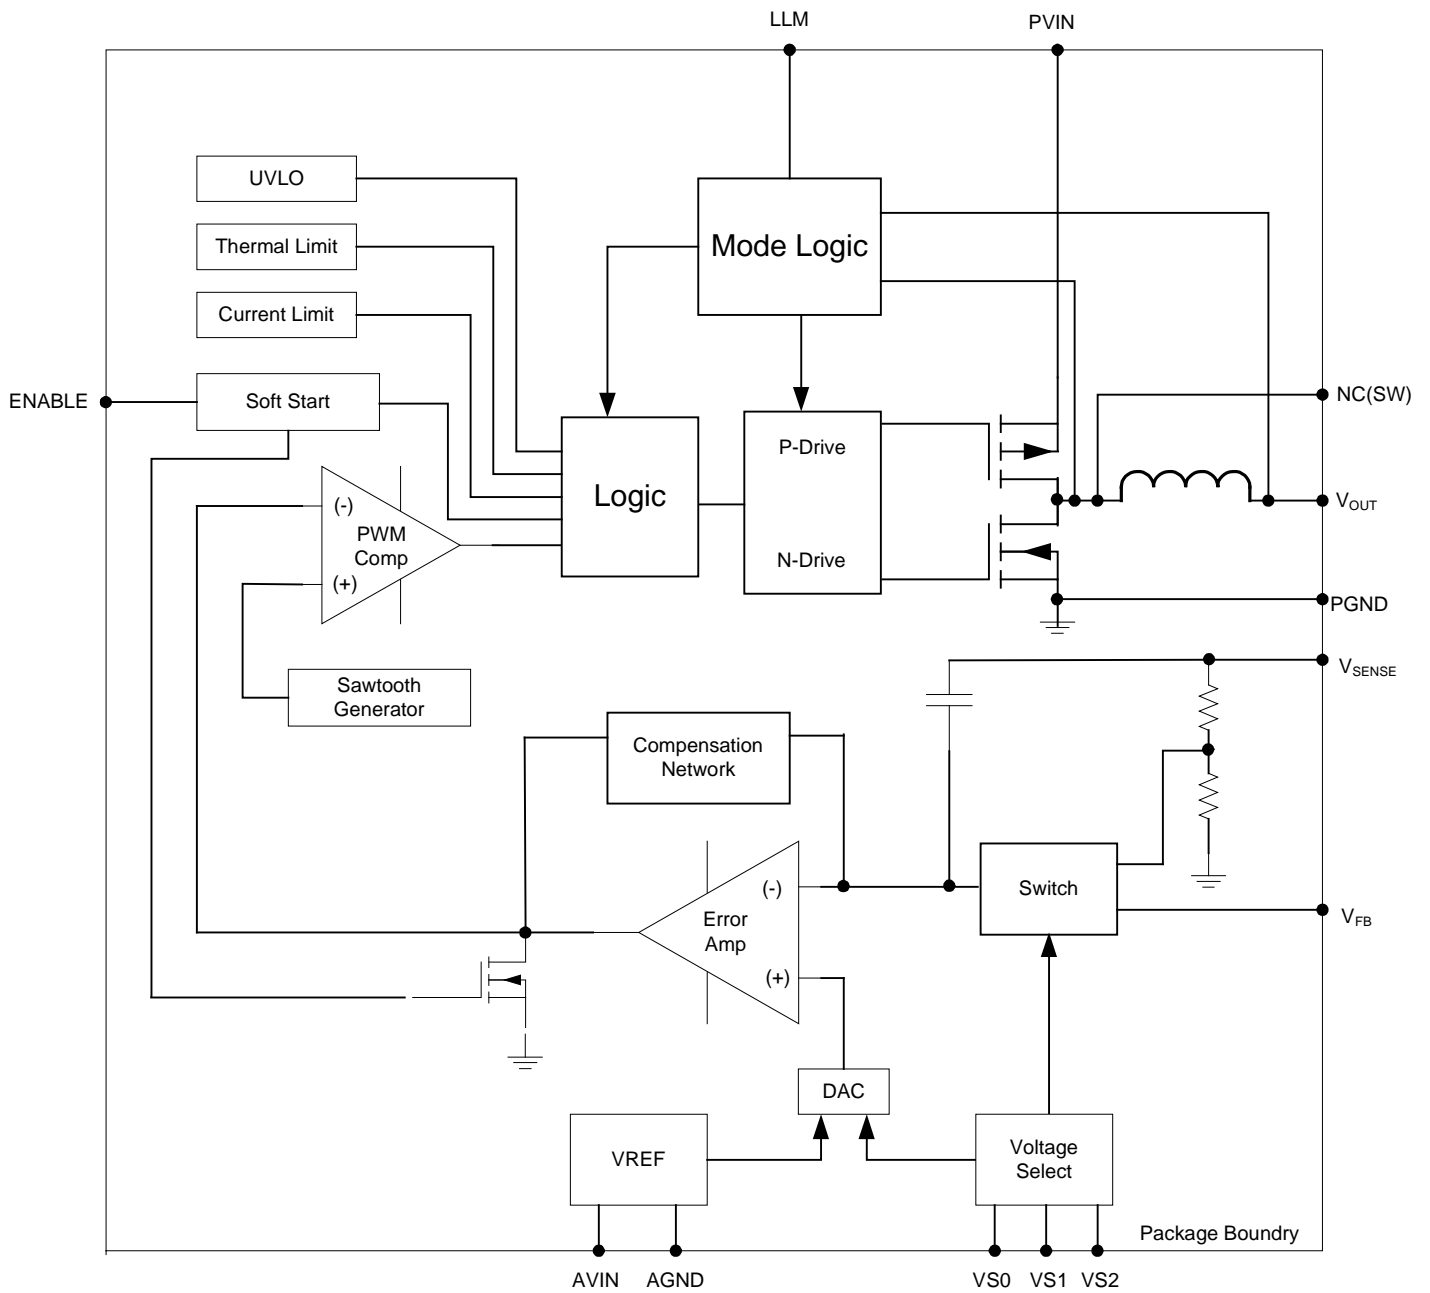 LLM
PVIN
UVLO
Thermal Limit
Mode Logic
Current Limit
ENABLE
Soft Start
NC(SW)
P-Drive
Logic
(-)
PWM
Comp
(+)
N-Drive
VOUT
PGND
VSENSE
Sawtooth
Generator
Compensation
Network
(-)
Error
Amp
(+)
Switch
VFB
DAC
VREF
Voltage
Select
Package Boundry
AVIN
AGND
VS0
VS1
VS2